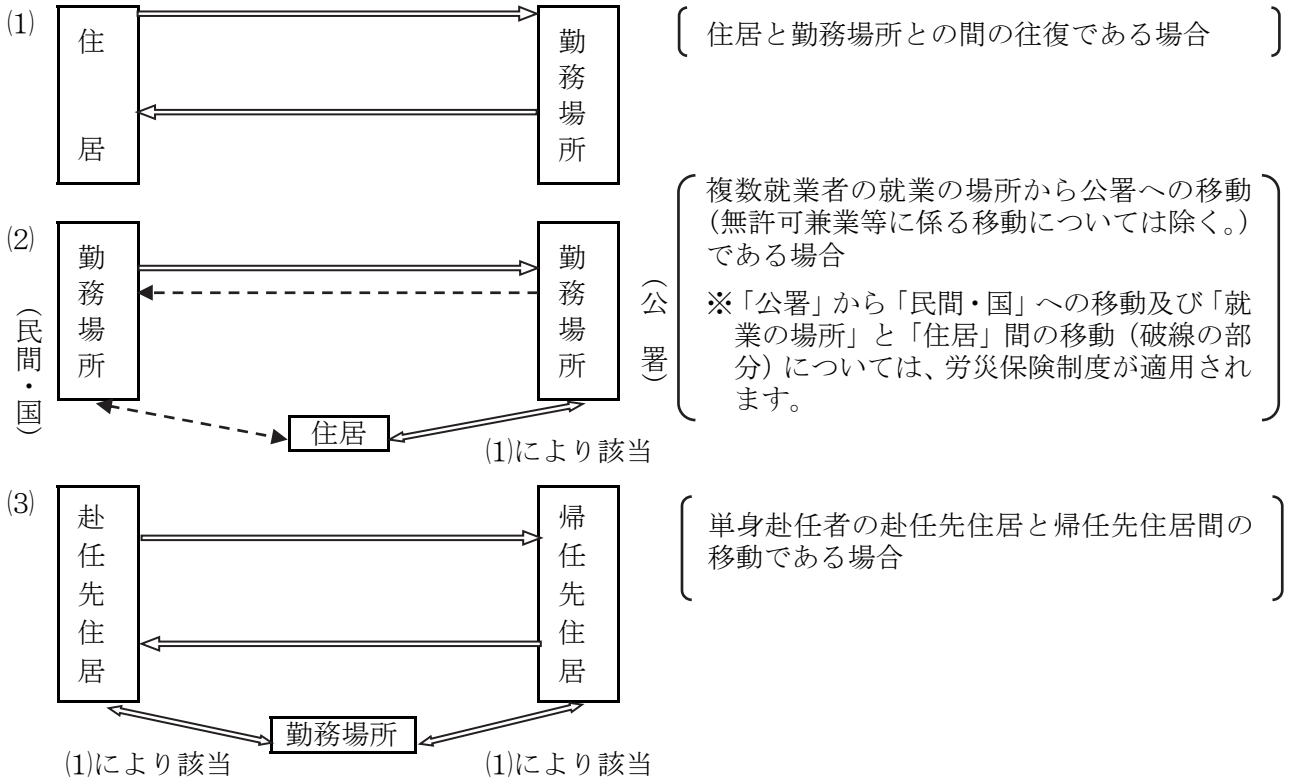 ⑴
住居
勤務場所
住居と勤務場所との間の往復である場合
⑵
勤務場所
(民間・国)
勤務場所
(公署)
住居
⑴により該当
複数就業者の就業の場所から公署への移動
(無許可兼業等に係る移動については除く。)
である場合
※「公署」から「民間・国」への移動及び「就
業の場所」と「住居」間の移動（破線の部
分）については、労災保険制度が適用され
ます。
⑶
赴任先住居
帰任先住居
勤務場所
⑴により該当
⑴により該当
単身赴任者の赴任先住居と帰任先住居間の
移動である場合